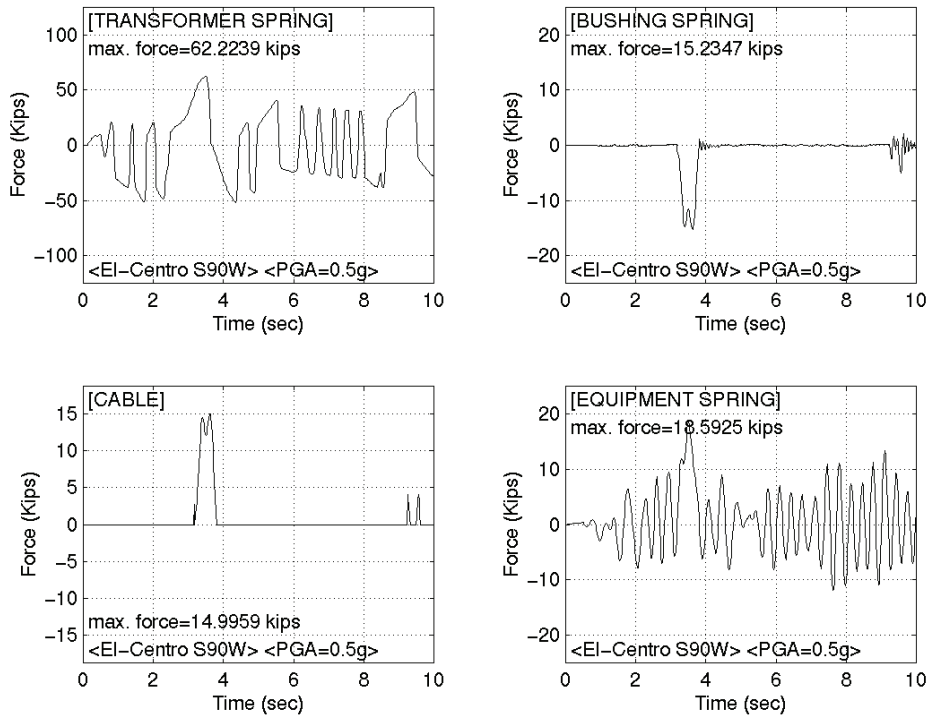 [TRANSFORMER SPRING]
max. force=62.2239 kips
100
50
0
−50
−100
Force (Kips)
<El−Centro S90W> <PGA=0.5g>
0 2 4 6 8 10
Time (sec)
[BUSHING SPRING]
max. force=15.2347 kips
20
10
0
−10
−20
Force (Kips)
<El−Centro S90W> <PGA=0.5g>
0 2 4 6 8 10
Time (sec)
[CABLE]
15
10
5
0
−5
−10
−15
Force (Kips)
max. force=14.9959 kips
<El−Centro S90W> <PGA=0.5g>
0 2 4 6 8 10
Time (sec)
[EQUIPMENT SPRING]
max. force=18.5925 kips
20
10
0
−10
−20
Force (Kips)
<El−Centro S90W> <PGA=0.5g>
0 2 4 6 8 10
Time (sec)